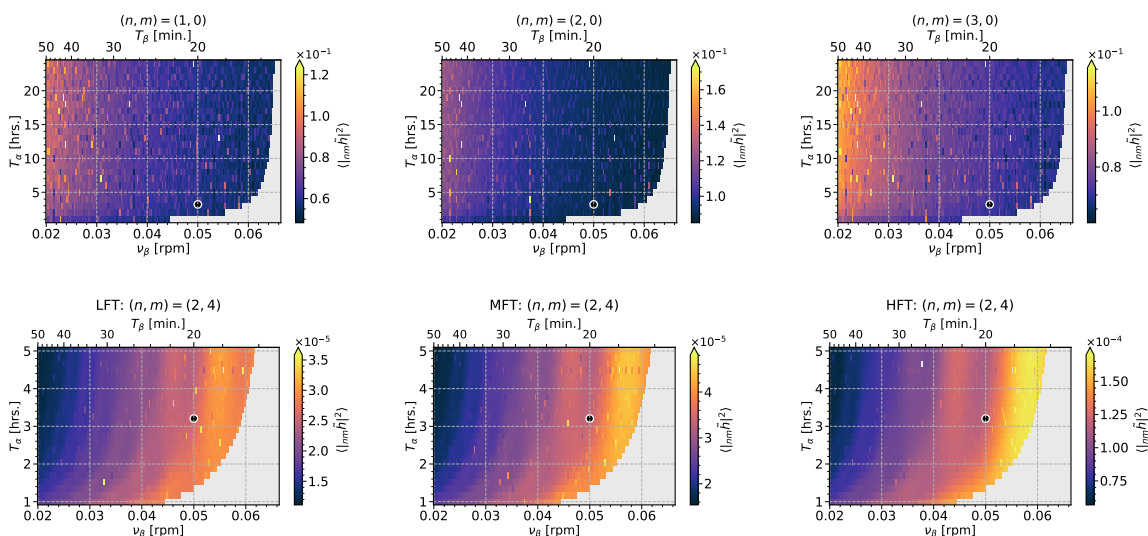 (n, m) = (1, 0)
T_β [min.]
50 40 30 20
×10⁻¹
T_α [hrs.]
20
15
10
5
0.02 0.03 0.04 0.05 0.06
ν_β [rpm]
1.2
1.0
0.8
0.6
⟨|ₙₘh̃|²⟩
(n, m) = (2, 0)
T_β [min.]
50 40 30 20
×10⁻¹
T_α [hrs.]
20
15
10
5
0.02 0.03 0.04 0.05 0.06
ν_β [rpm]
1.6
1.4
1.2
1.0
⟨|ₙₘh̃|²⟩
(n, m) = (3, 0)
T_β [min.]
50 40 30 20
×10⁻¹
T_α [hrs.]
20
15
10
5
0.02 0.03 0.04 0.05 0.06
ν_β [rpm]
1.0
0.8
⟨|ₙₘh̃|²⟩
LFT: (n, m) = (2, 4)
T_β [min.]
50 40 30 20
×10⁻⁵
T_α [hrs.]
5
4
3
2
1
0.02 0.03 0.04 0.05 0.06
ν_β [rpm]
3.5
3.0
2.5
2.0
1.5
⟨|ₙₘh̃|²⟩
MFT: (n, m) = (2, 4)
T_β [min.]
50 40 30 20
×10⁻⁵
T_α [hrs.]
5
4
3
2
1
0.02 0.03 0.04 0.05 0.06
ν_β [rpm]
4
3
2
⟨|ₙₘh̃|²⟩
HFT: (n, m) = (2, 4)
T_β [min.]
50 40 30 20
×10⁻⁴
T_α [hrs.]
5
4
3
2
1
0.02 0.03 0.04 0.05 0.06
ν_β [rpm]
1.50
1.25
1.00
0.75
⟨|ₙₘh̃|²⟩